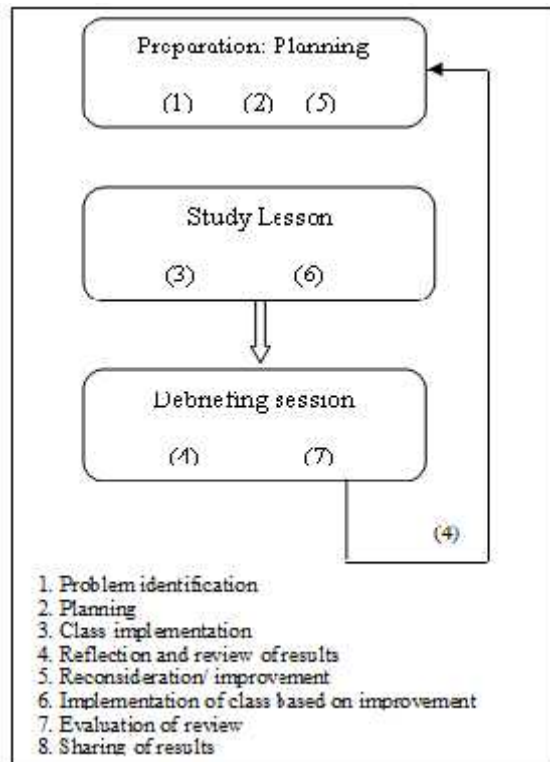 Preparation: Planning
(1) (2) (5)
Study Lesson
(3) (6)
Debriefing session
(4) (7)
(4)
1. Problem identification
2. Planning
3. Class implementation
4. Reflection and review of results
5. Reconsideration/ improvement
6. Implementation of class based on improvement
7. Evaluation of review
8. Sharing of results